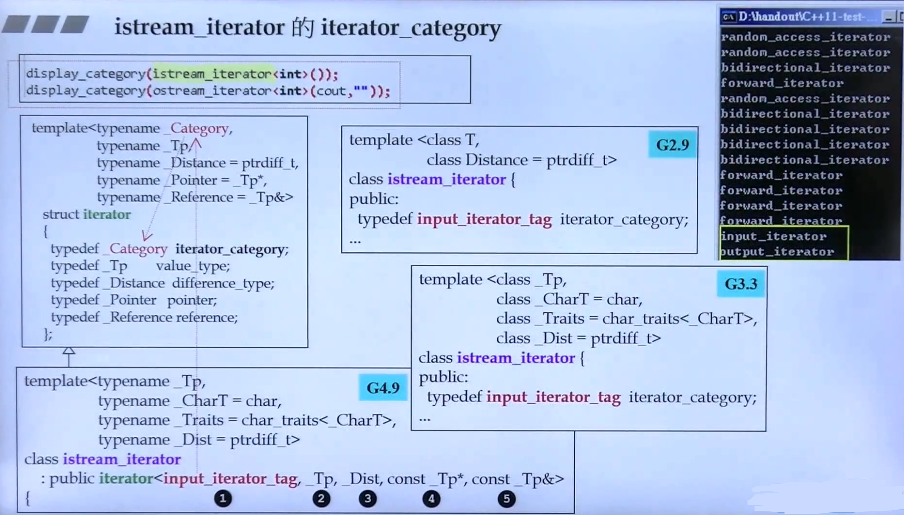 istream_iterator 的 iterator_category
display_category(istream_iterator<int>());
display_category(ostream_iterator<int>(cout,""));
template<typename _Category,
typename _Tp,
typename _Distance = ptrdiff_t,
typename _Pointer = _Tp*,
typename _Reference = _Tp&>
struct iterator
{
typedef _Category iterator_category;
typedef _Tp value_type;
typedef _Distance difference_type;
typedef _Pointer pointer;
typedef _Reference reference;
};
template <class T,
class Distance = ptrdiff_t>
class istream_iterator {
public:
typedef input_iterator_tag iterator_category;
...
G2.9
template <class _Tp,
class _CharT = char,
class _Traits = char_traits<_CharT>,
class _Dist = ptrdiff_t>
class istream_iterator {
public:
typedef input_iterator_tag iterator_category;
...
G3.3
template<typename _Tp,
typename _CharT = char,
typename _Traits = char_traits<_CharT>,
typename _Dist = ptrdiff_t>
class istream_iterator
: public iterator<input_iterator_tag, _Tp, _Dist, const _Tp*, const _Tp&>
{ 1 2 3 4 5
G4.9
D:\handout\C++11-test-...
random_access_iterator
random_access_iterator
bidirectional_iterator
forward_iterator
random_access_iterator
bidirectional_iterator
bidirectional_iterator
bidirectional_iterator
bidirectional_iterator
forward_iterator
forward_iterator
forward_iterator
forward_iterator
input_iterator
output_iterator